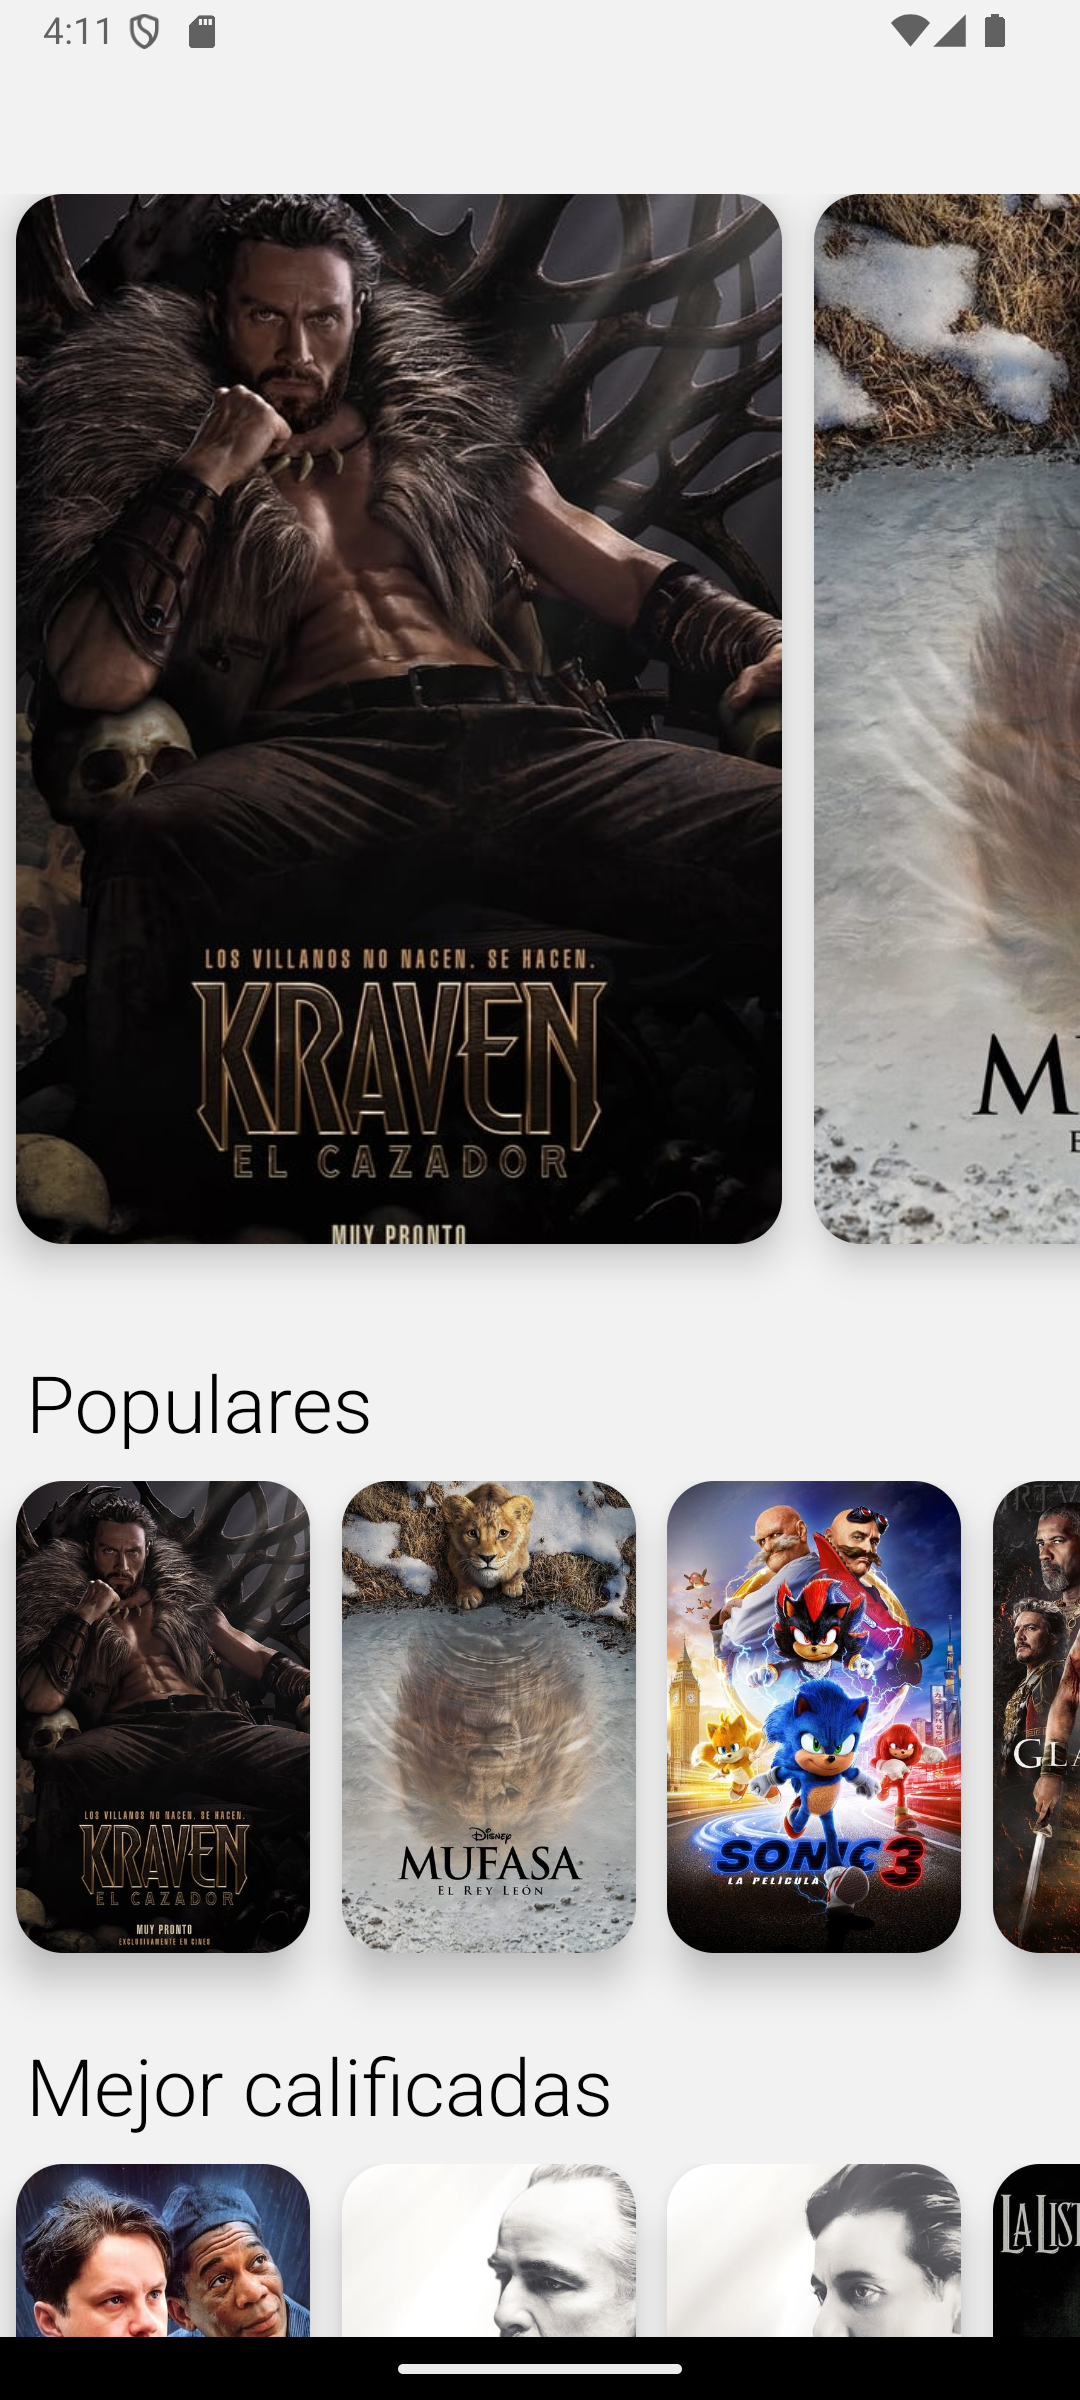 4:11
LOS VILLANOS NO NACEN. SE HACEN.
KRAVEN
EL CAZADOR
MUY PRONTO
M
E
Populares
LOS VILLANOS NO NACEN. SE HACEN.
KRAVEN
EL CAZADOR
MUY PRONTO
EXCLUSIVAMENTE EN CINES
Disney
MUFASA
EL REY LEÓN
SONIC 3
LA PELÍCULA
GLA
Mejor calificadas
LA LIST